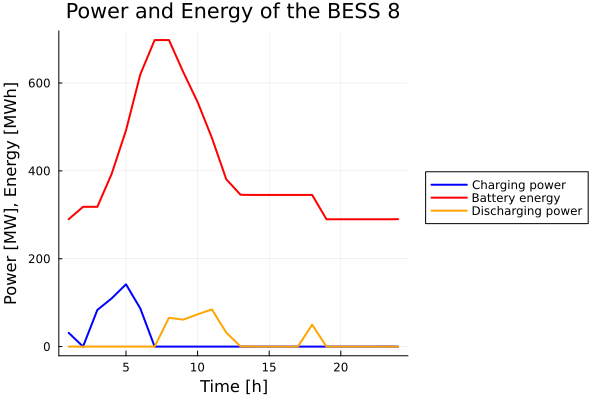 Power and Energy of the BESS 8
Power [MW], Energy [MWh]
600
400
200
0
5
10
15
20
Time [h]
Charging power
Battery energy
Discharging power